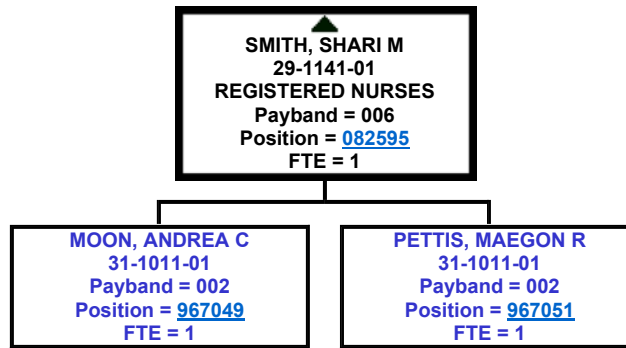 SMITH, SHARI M
29-1141-01
REGISTERED NURSES
Payband = 006
Position = 082595
FTE = 1
MOON, ANDREA C
31-1011-01
Payband = 002
Position = 967049
FTE = 1
PETTIS, MAEGON R
31-1011-01
Payband = 002
Position = 967051
FTE = 1